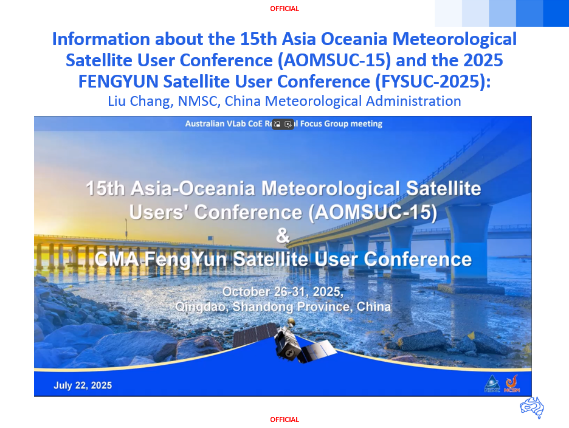 OFFICIAL
Information about the 15th Asia Oceania Meteorological
Satellite User Conference (AOMSUC-15) and the 2025
FENGYUN Satellite User Conference (FYSUC-2025):
Liu Chang, NMSC, China Meteorological Administration
Australian VLab CoE Focus Group meeting
15th Asia-Oceania Meteorological Satellite
Users' Conference (AOMSUC-15)
&
CMA FengYun Satellite User Conference
October 26-31, 2025,
Qingdao, Shandong Province, China
July 22, 2025
OFFICIAL